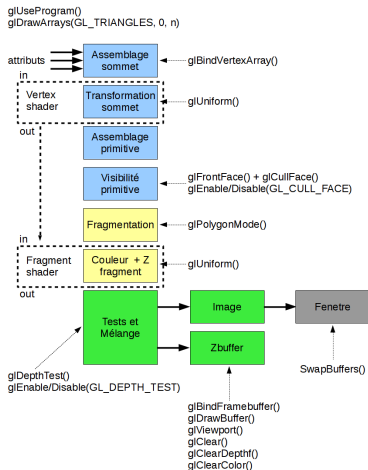 glUseProgram()
glDrawArrays(GL_TRIANGLES, 0, n)
attributs
Assemblage
sommet
glBindVertexArray()
in
Vertex
shader
Transformation
sommet
glUniform()
out
Assemblage
primitive
Visibilité
primitive
glFrontFace() + glCullFace()
glEnable/Disable(GL_CULL_FACE)
Fragmentation
glPolygonMode()
in
Fragment
shader
Couleur + Z
fragment
glUniform()
out
Tests et
Mélange
Image
Fenetre
Zbuffer
glDepthTest()
glEnable/Disable(GL_DEPTH_TEST)
SwapBuffers()
glBindFramebuffer()
glDrawBuffer()
glViewport()
glClear()
glClearDepthf()
glClearColor()